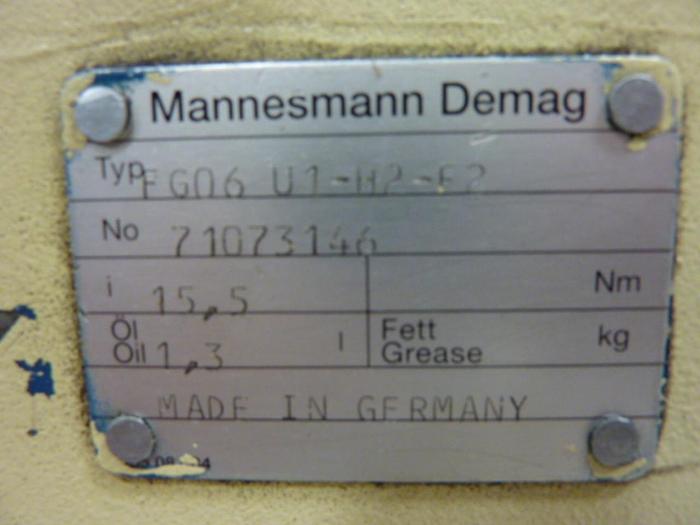 Mannesmann Demag
Typ FG06 U1-H2-F2
No 71073146
i 15,5 Nm
Öl
Oil 1,3 l Fett
Grease kg
MADE IN GERMANY